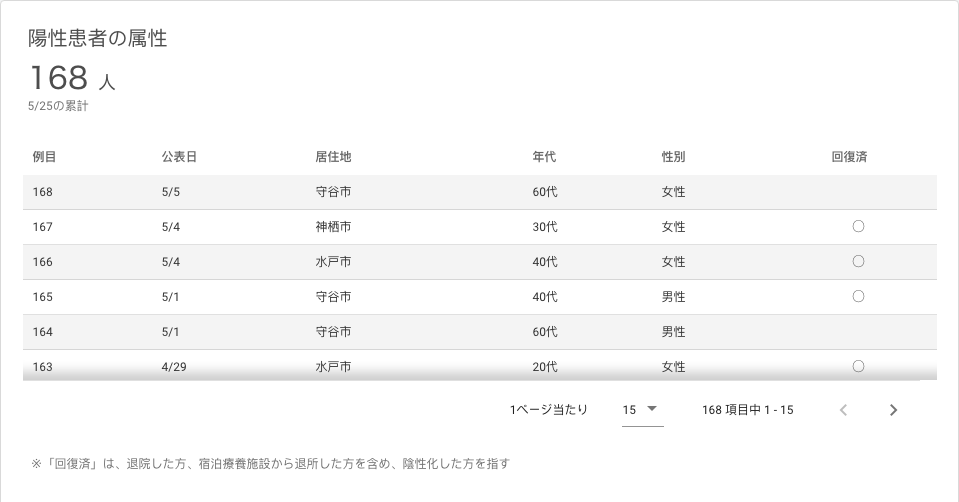 陽性患者の属性
168 人
5/25の累計
例目 公表日 居住地 年代 性別 回復済
168 5/5 守谷市 60代 女性
167 5/4 神栖市 30代 女性 〇
166 5/4 水戸市 40代 女性 〇
165 5/1 守谷市 40代 男性 〇
164 5/1 守谷市 60代 男性
163 4/29 水戸市 20代 女性 〇
1ページ当たり 15 168 項目中 1 - 15
※「回復済」は、退院した方、宿泊療養施設から退所した方を含め、陰性化した方を指す